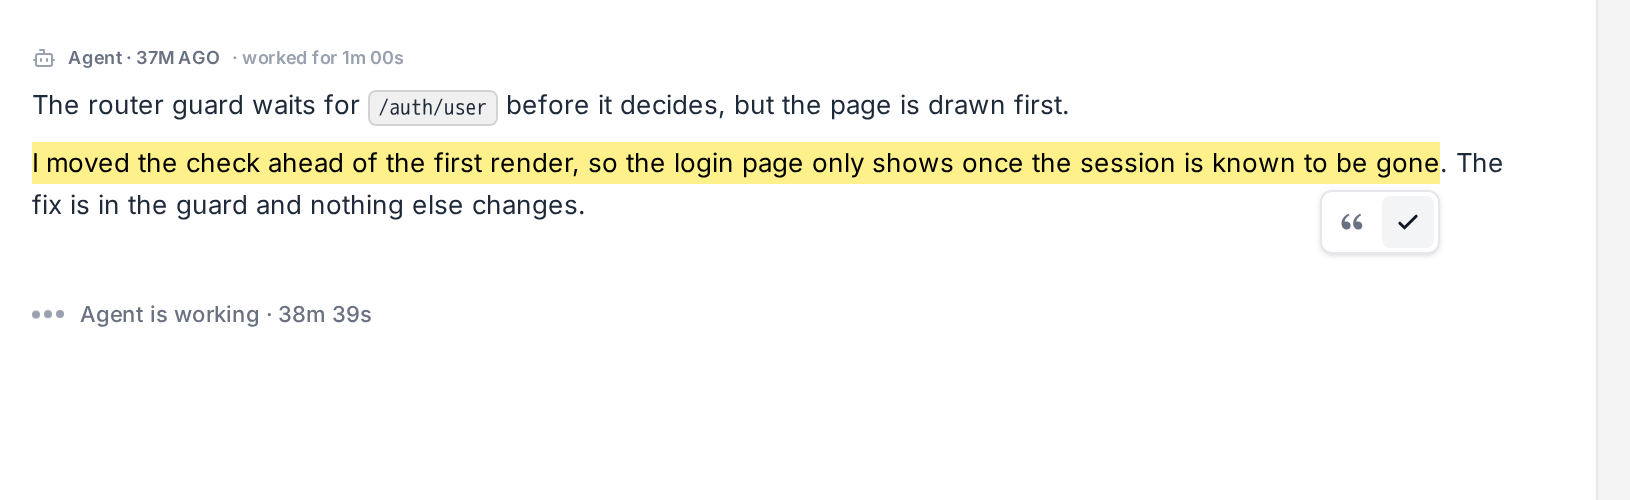 Agent · 37M AGO · worked for 1m 00s
The router guard waits for /auth/user before it decides, but the page is drawn first.
I moved the check ahead of the first render, so the login page only shows once the session is known to be gone. The
fix is in the guard and nothing else changes.
Agent is working · 38m 39s